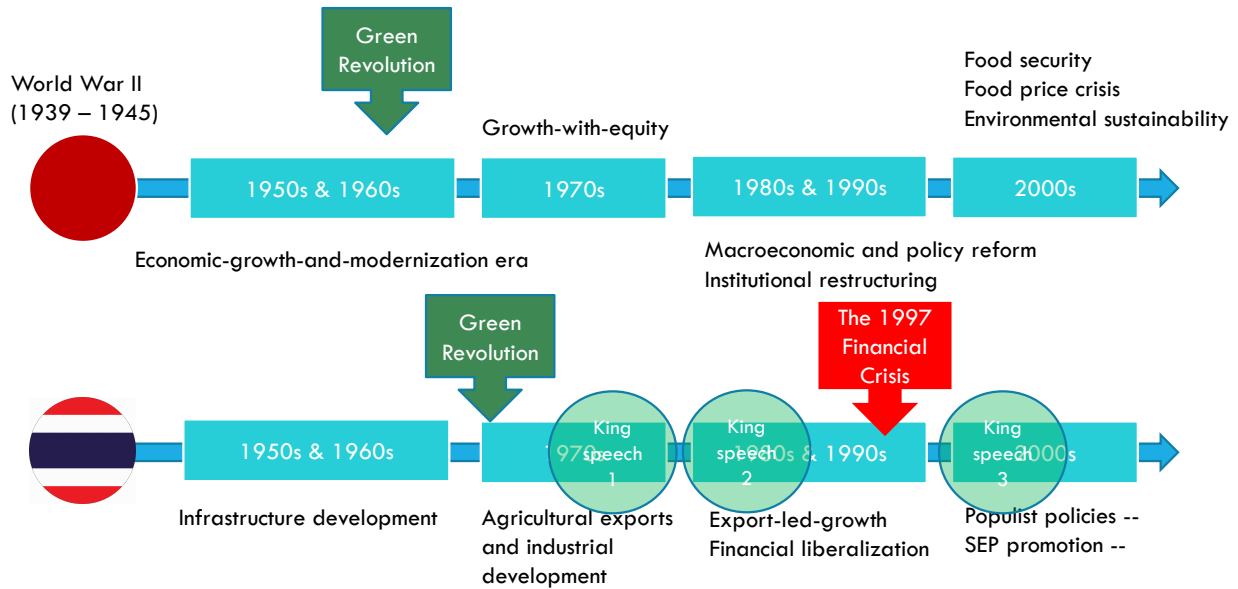 Green
Revolution
World War II
(1939 – 1945)
Growth-with-equity
Food security
Food price crisis
Environmental sustainability
1950s & 1960s
1970s
1980s & 1990s
2000s
Economic-growth-and-modernization era
Macroeconomic and policy reform
Institutional restructuring
Green
Revolution
The 1997
Financial
Crisis
1950s & 1960s
1970s
King
speech
1
1980s & 1990s
King
speech
2
2000s
King
speech
3
Infrastructure development
Agricultural exports
and industrial
development
Export-led-growth
Financial liberalization
Populist policies --
SEP promotion --